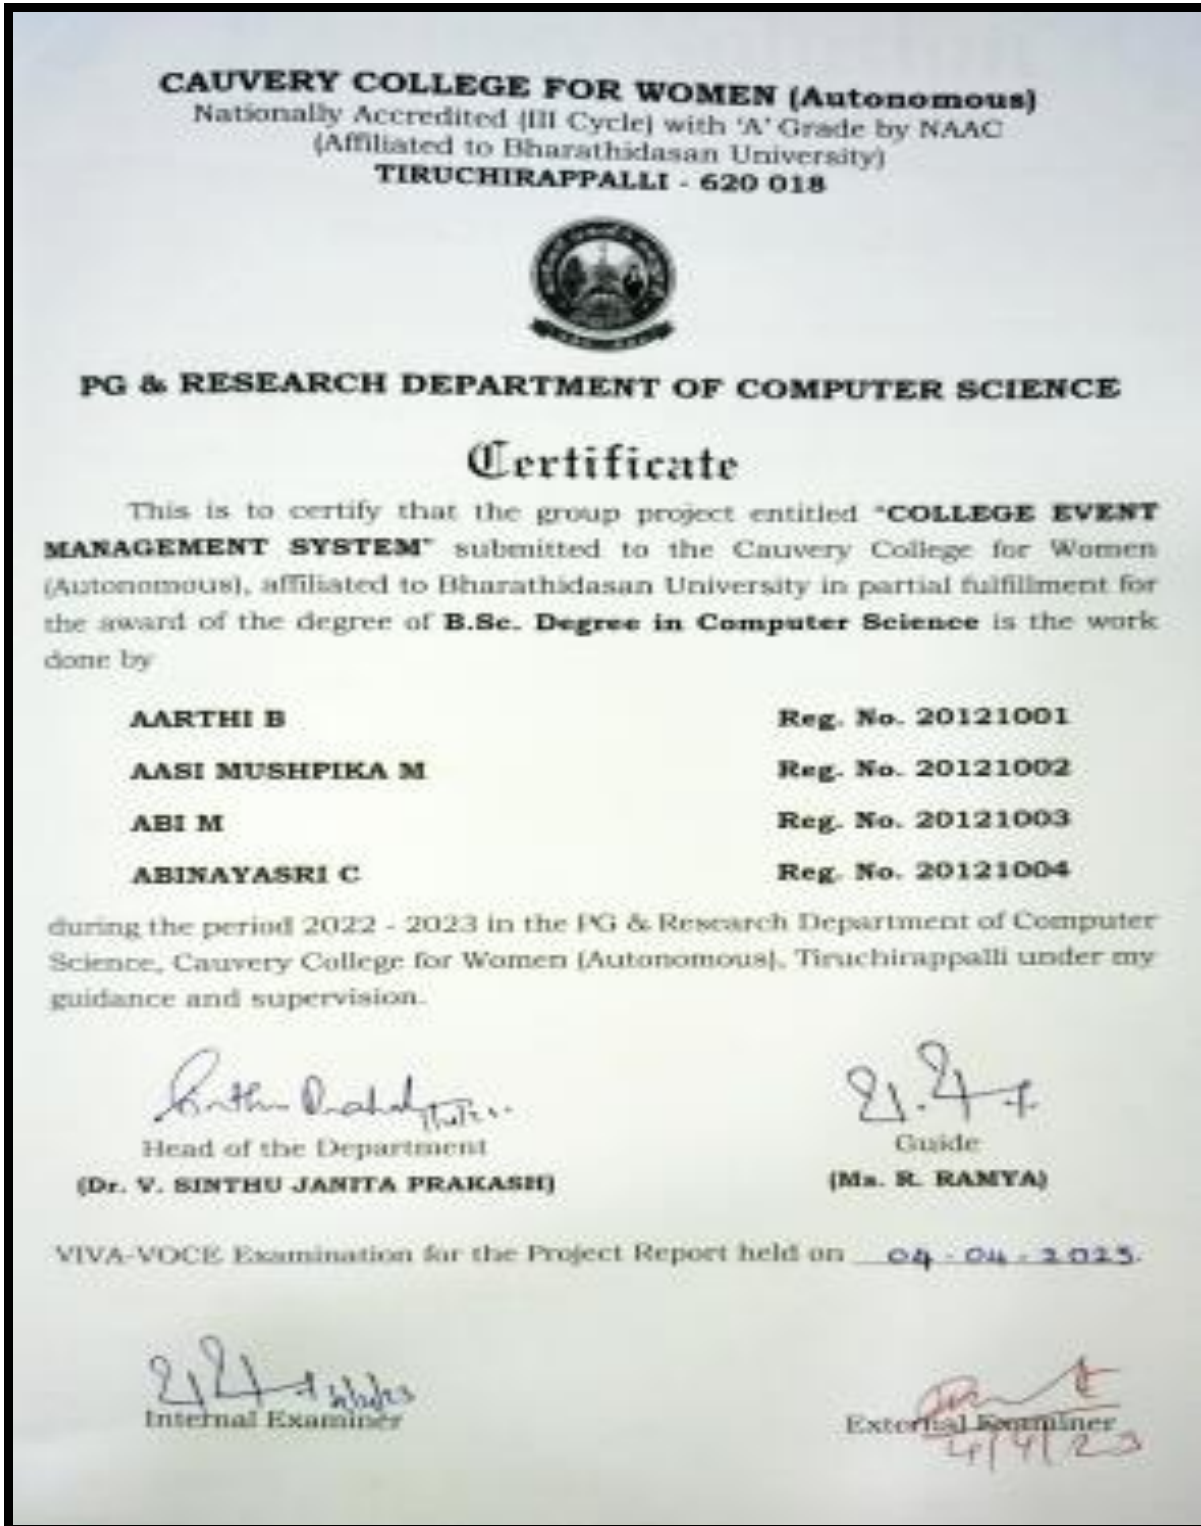 CAUVERY COLLEGE FOR WOMEN (Autonomous)
Nationally Accredited (III Cycle) with 'A' Grade by NAAC
(Affiliated to Bharathidasan University)
TIRUCHIRAPPALLI - 620 018
PG & RESEARCH DEPARTMENT OF COMPUTER SCIENCE
Certificate
This is to certify that the group project entitled "COLLEGE EVENT
MANAGEMENT SYSTEM" submitted to the Cauvery College for Women
(Autonomous), affiliated to Bharathidasan University in partial fulfillment for
the award of the degree of B.Sc. Degree in Computer Science is the work
done by
AARTHI B Reg. No. 20121001
AASI MUSHPIKA M Reg. No. 20121002
ABI M Reg. No. 20121003
ABINAYASRI C Reg. No. 20121004
during the period 2022 - 2023 in the PG & Research Department of Computer
Science, Cauvery College for Women (Autonomous), Tiruchirappalli under my
guidance and supervision.
Head of the Department Guide
(Dr. V. SINTHU JANITA PRAKASH) (Ms. R. RAMYA)
VIVA-VOCE Examination for the Project Report held on 04-04-2023.
Internal Examiner External Examiner
4/4/23